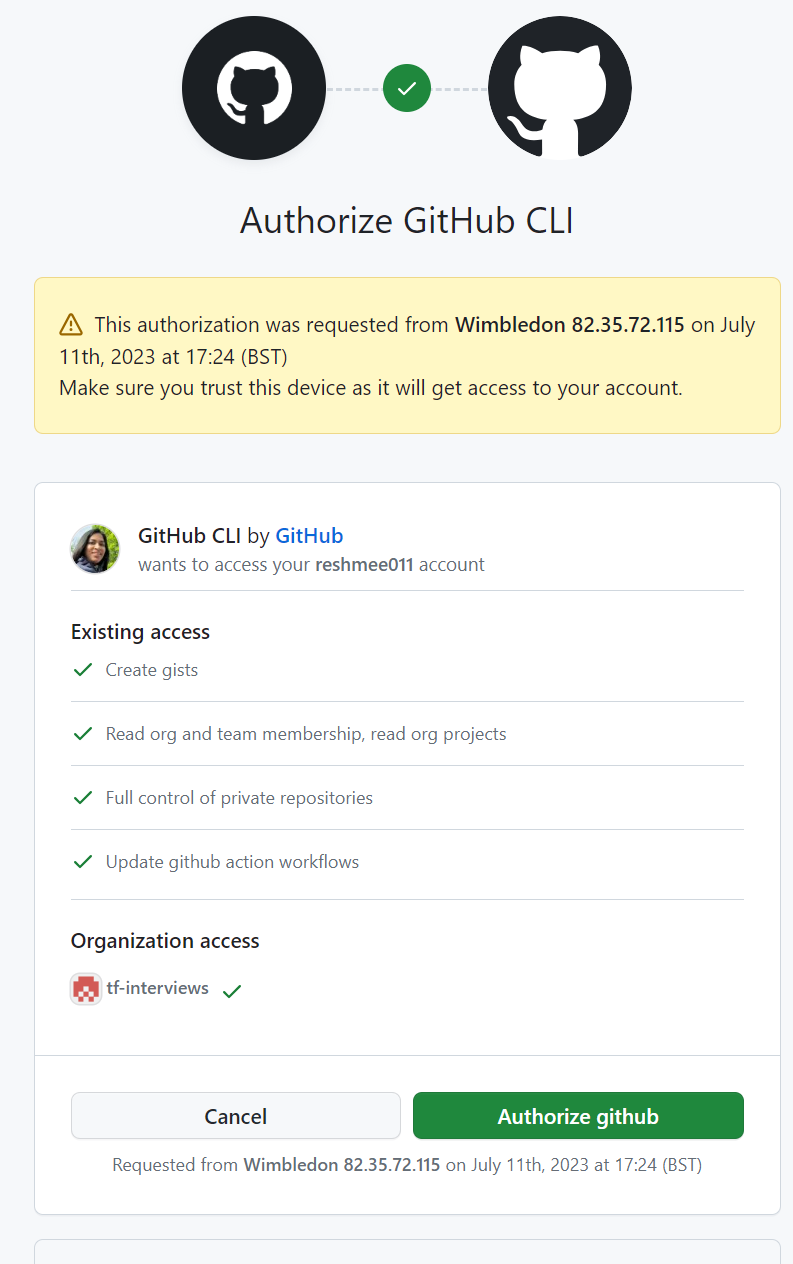 Authorize GitHub CLI
This authorization was requested from Wimbledon 82.35.72.115 on July
11th, 2023 at 17:24 (BST)
Make sure you trust this device as it will get access to your account.
GitHub CLI by GitHub
wants to access your reshmee011 account
Existing access
Create gists
Read org and team membership, read org projects
Full control of private repositories
Update github action workflows
Organization access
tf-interviews
Cancel
Authorize github
Requested from Wimbledon 82.35.72.115 on July 11th, 2023 at 17:24 (BST)